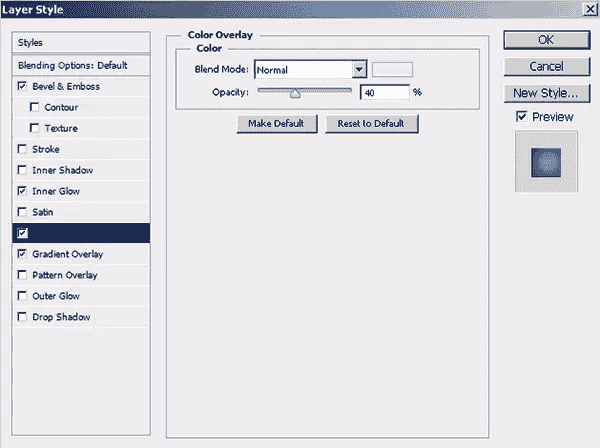 Layer Style
Styles
Blending Options: Default
Bevel & Emboss
Contour
Texture
Stroke
Inner Shadow
Inner Glow
Satin
Gradient Overlay
Pattern Overlay
Outer Glow
Drop Shadow
Color Overlay
Color
Blend Mode: Normal
Opacity: 40 %
Make Default Reset to Default
OK
Cancel
New Style...
Preview